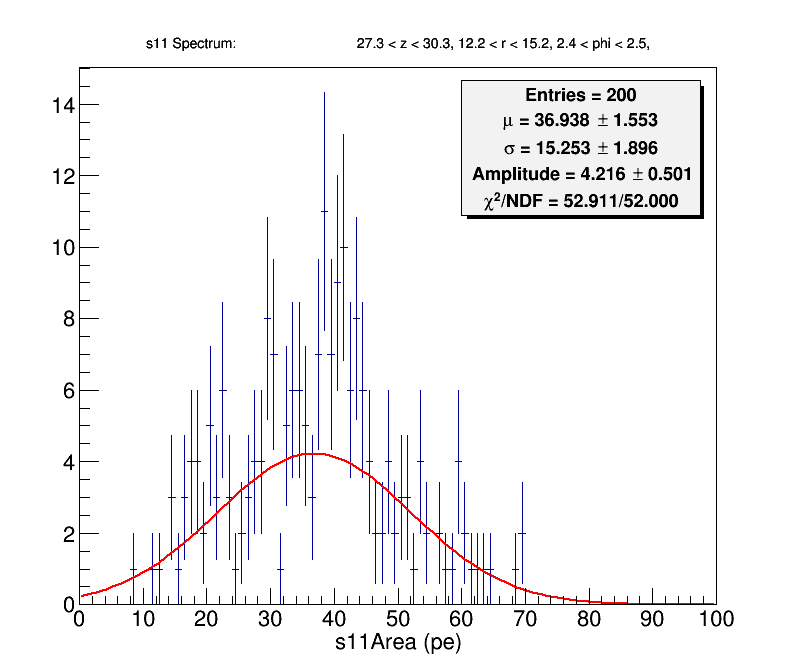 s11 Spectrum: 27.3 < z < 30.3, 12.2 < r < 15.2, 2.4 < phi < 2.5,
Entries = 200
μ = 36.938 ± 1.553
σ = 15.253 ± 1.896
Amplitude = 4.216 ± 0.501
χ²/NDF = 52.911/52.000
14
12
10
8
6
4
2
0
0 10 20 30 40 50 60 70 80 90 100
s11Area (pe)